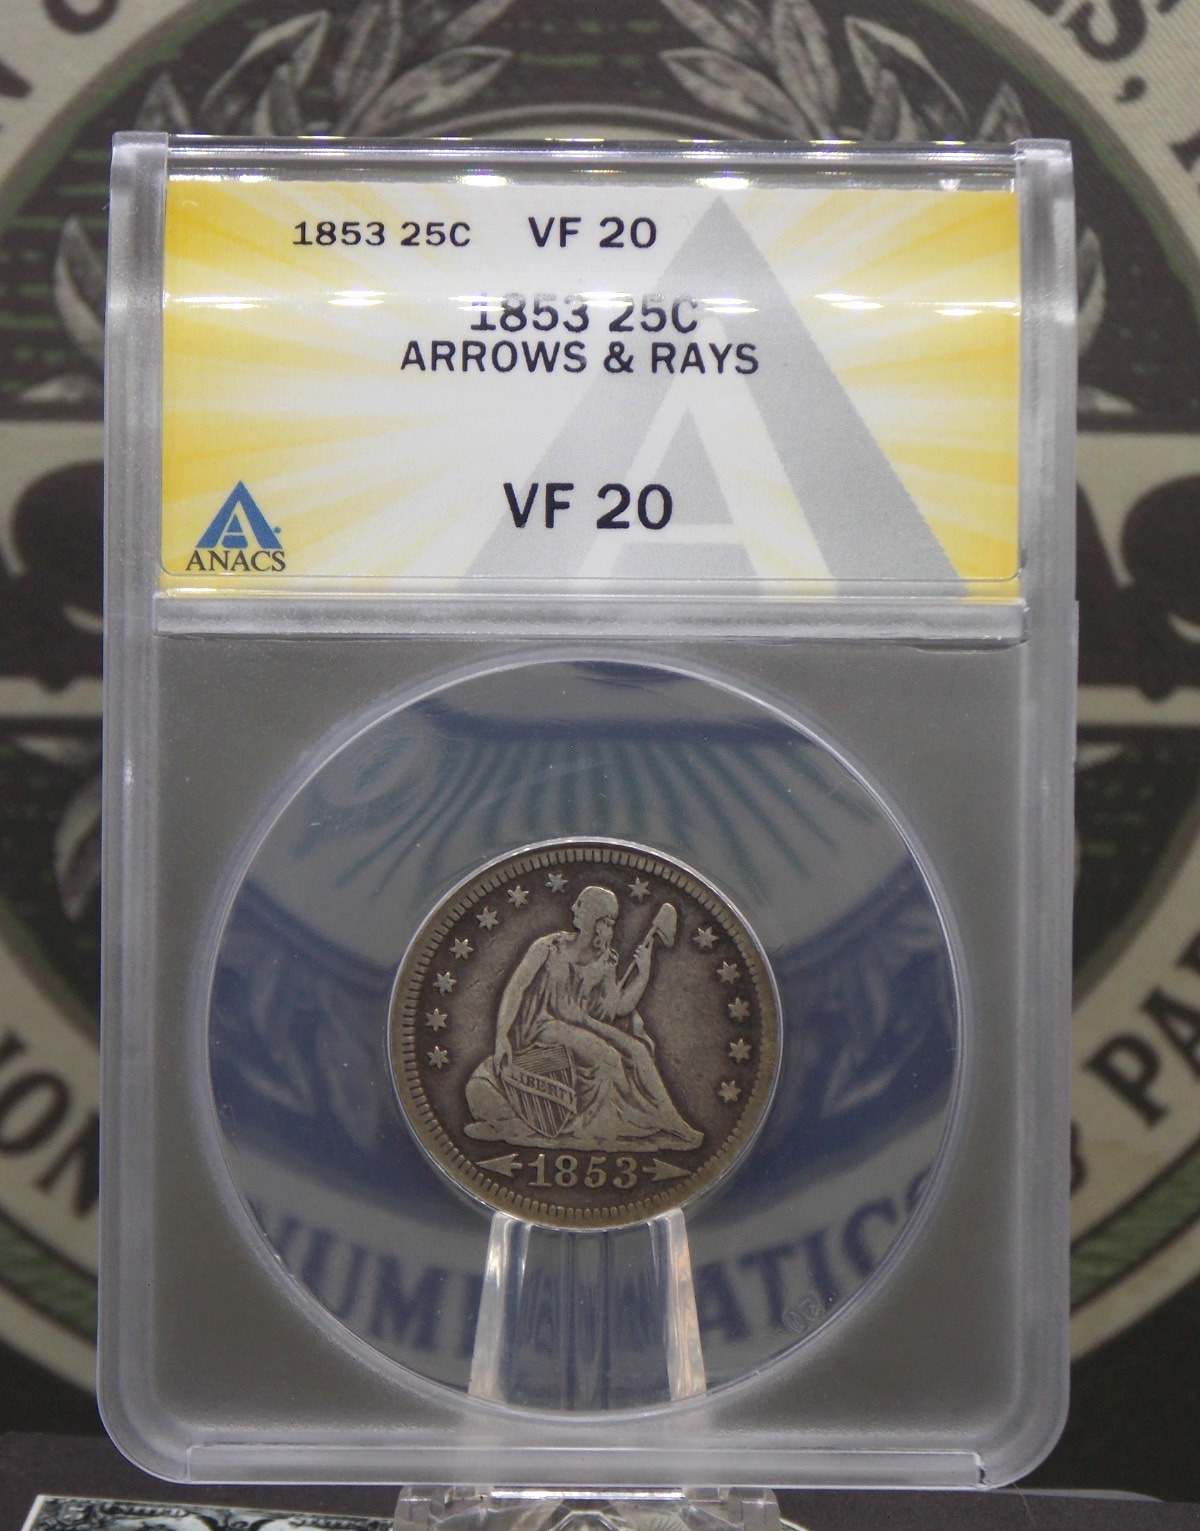 1853 25C VF 20
1853 25C
ARROWS & RAYS
VF 20
ANACS
LIBERTY
1853